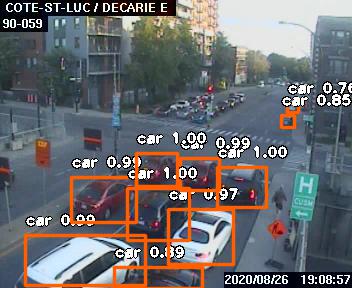 COTE-ST-LUC / DECARIE E
90-059
car 0.76
car 0.85
car 1.00
car 0.99
car 1.00
car 0.99
car 1.00
car 0.97
car 0.99
car 0.89
H
CUSM
2020/08/26 19:08:57